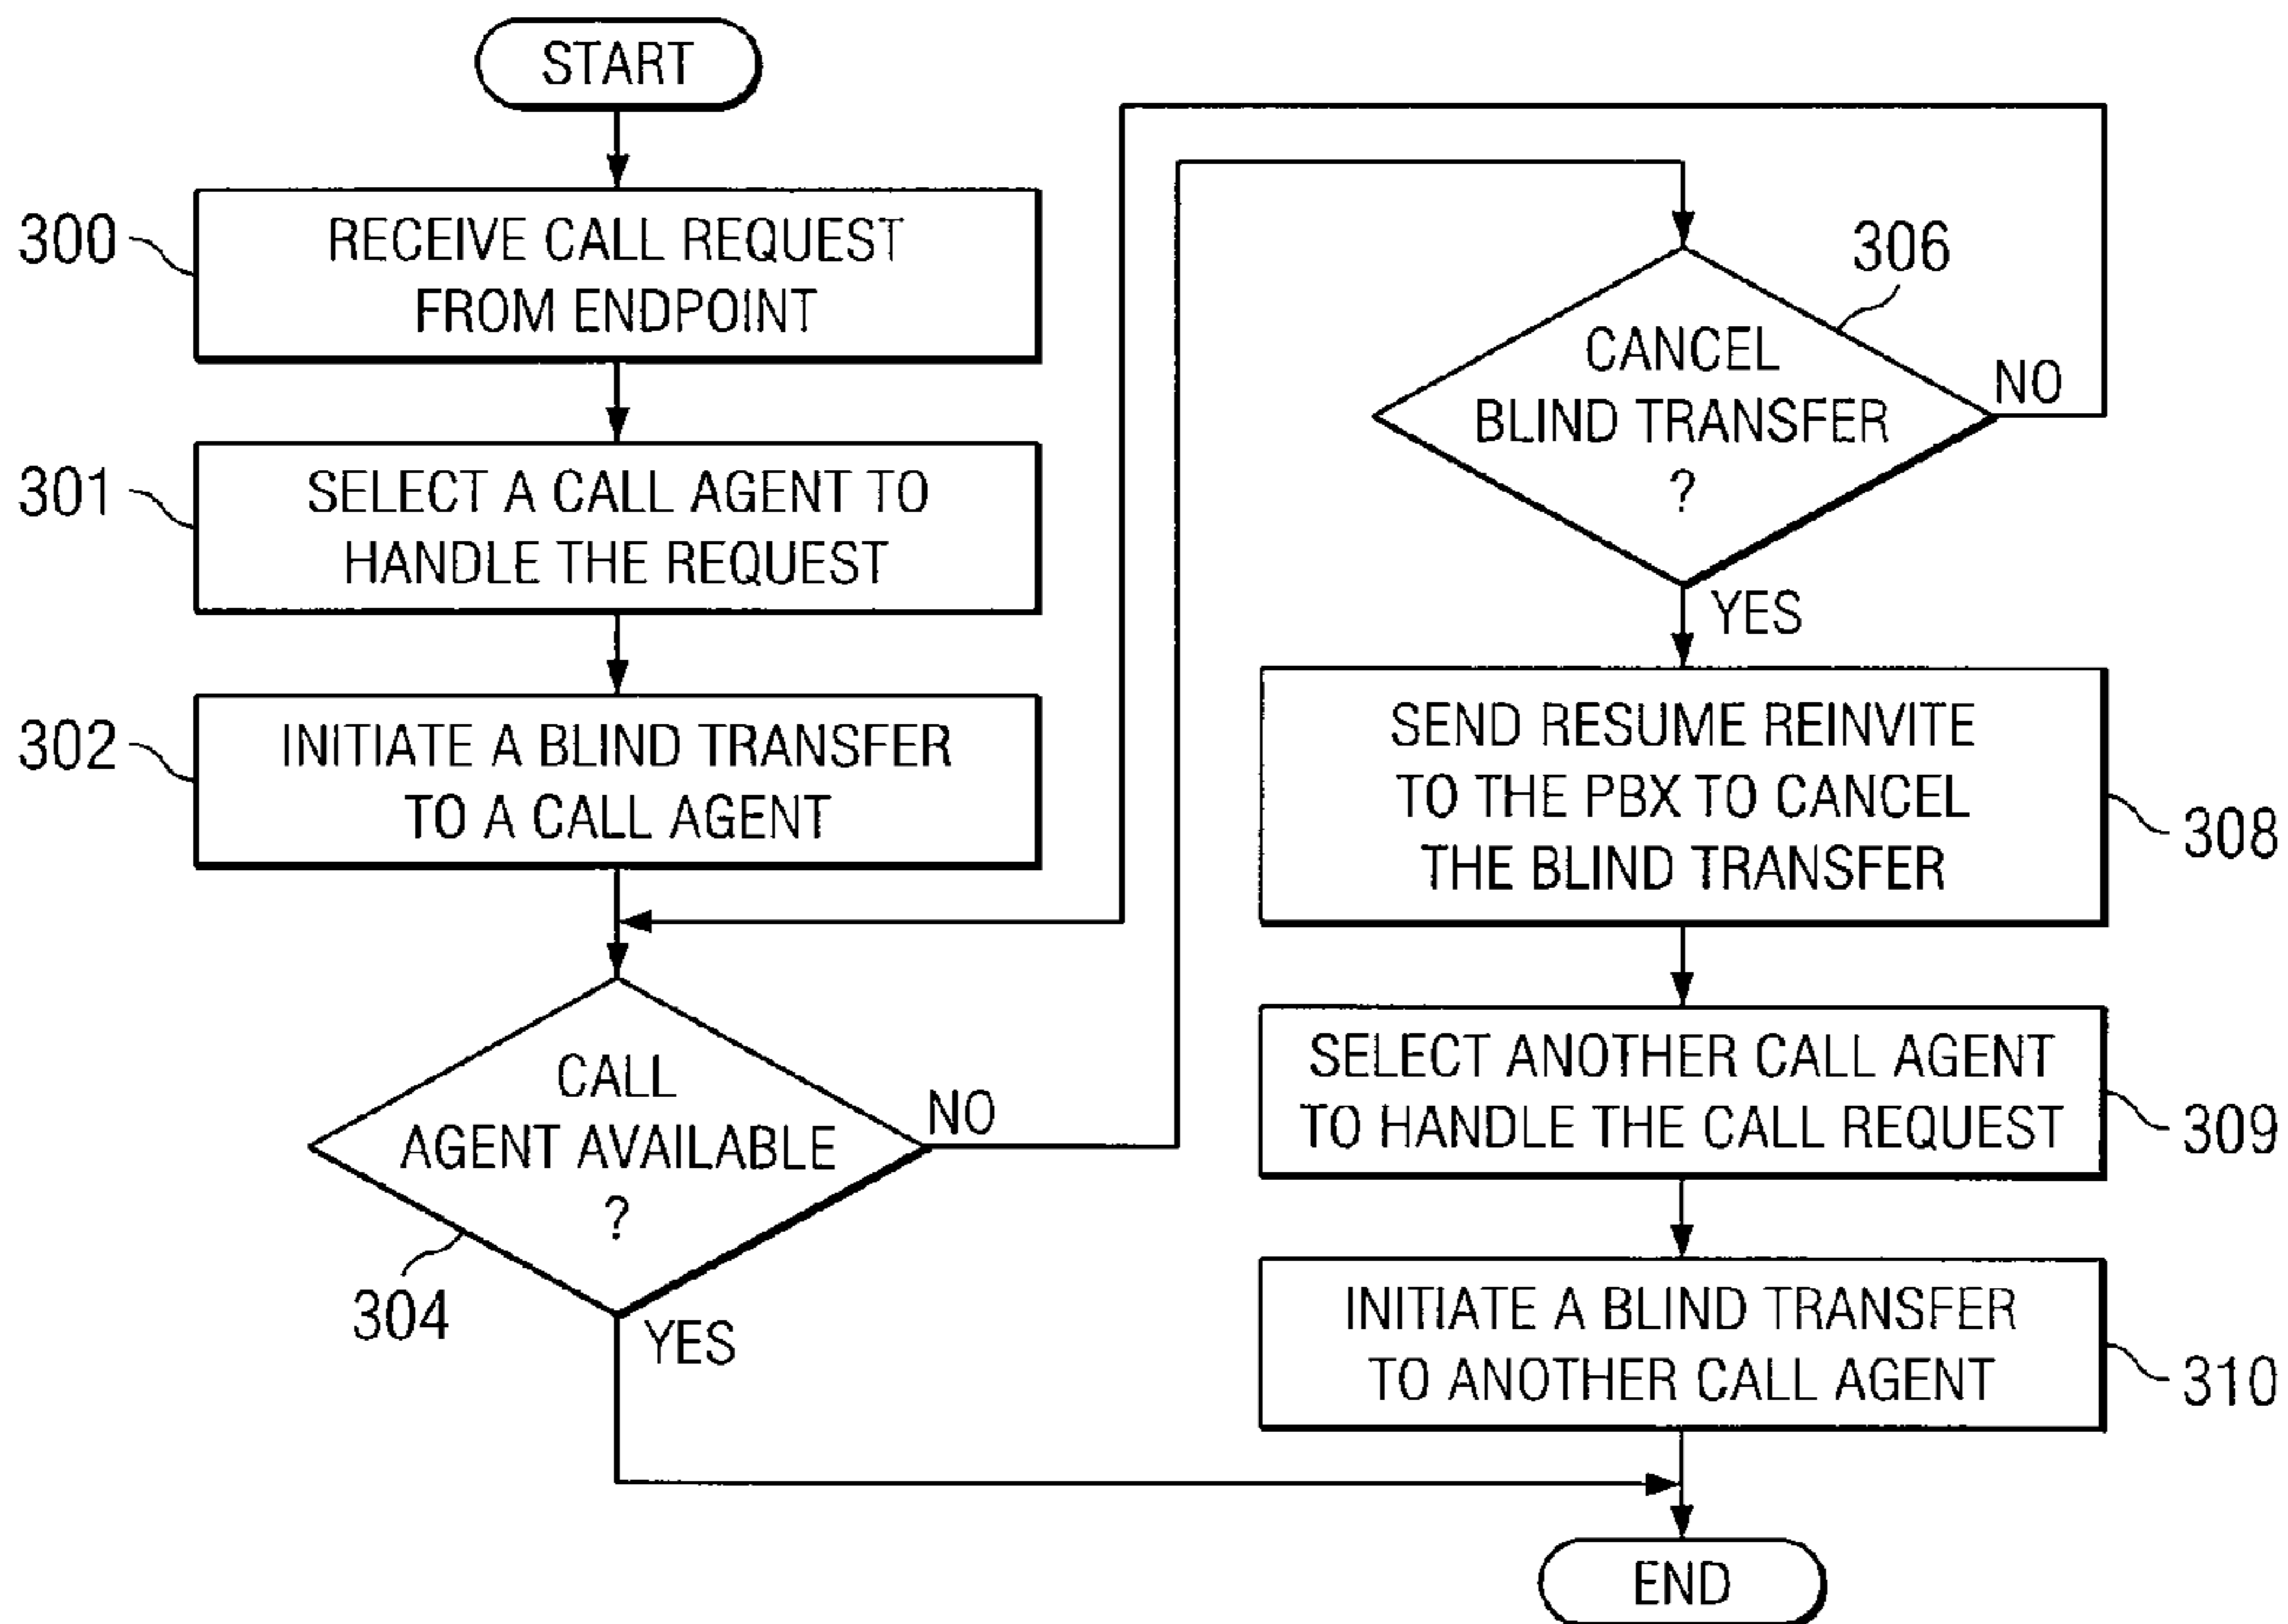 START
300
RECEIVE CALL REQUEST
FROM ENDPOINT
301
SELECT A CALL AGENT TO
HANDLE THE REQUEST
302
INITIATE A BLIND TRANSFER
TO A CALL AGENT
CALL
AGENT AVAILABLE
?
NO
304
YES
306
CANCEL
BLIND TRANSFER
?
NO
YES
SEND RESUME REINVITE
TO THE PBX TO CANCEL
THE BLIND TRANSFER
308
SELECT ANOTHER CALL AGENT
TO HANDLE THE CALL REQUEST
309
INITIATE A BLIND TRANSFER
TO ANOTHER CALL AGENT
310
END